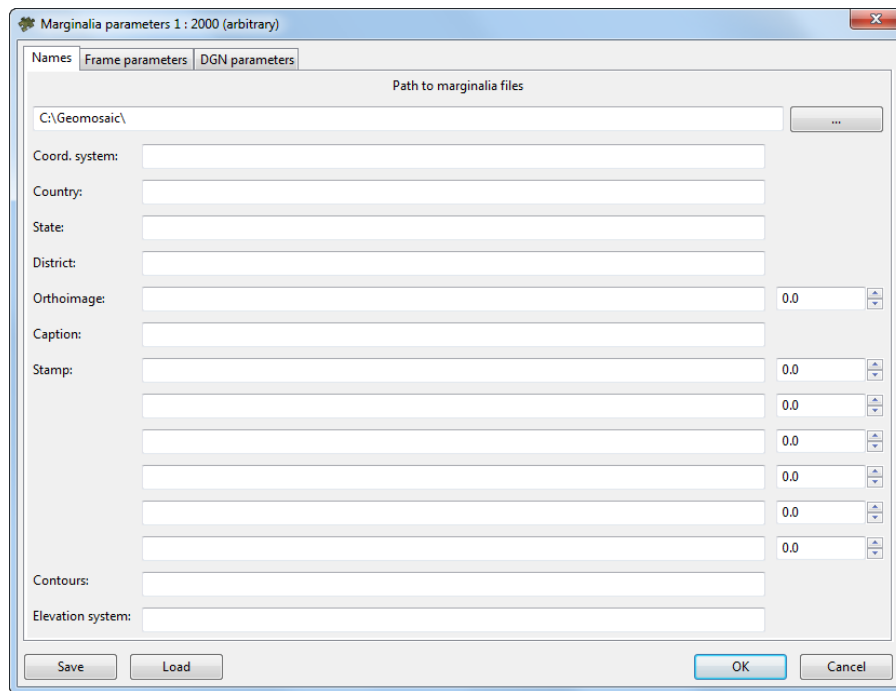 Marginalia parameters 1 : 2000 (arbitrary)
Names Frame parameters DGN parameters
Path to marginalia files
C:\Geomosaic\ ...
Coord. system:
Country:
State:
District:
Orthoimage: 0.0
Caption:
Stamp: 0.0
0.0
0.0
0.0
0.0
0.0
Contours:
Elevation system:
Save Load OK Cancel